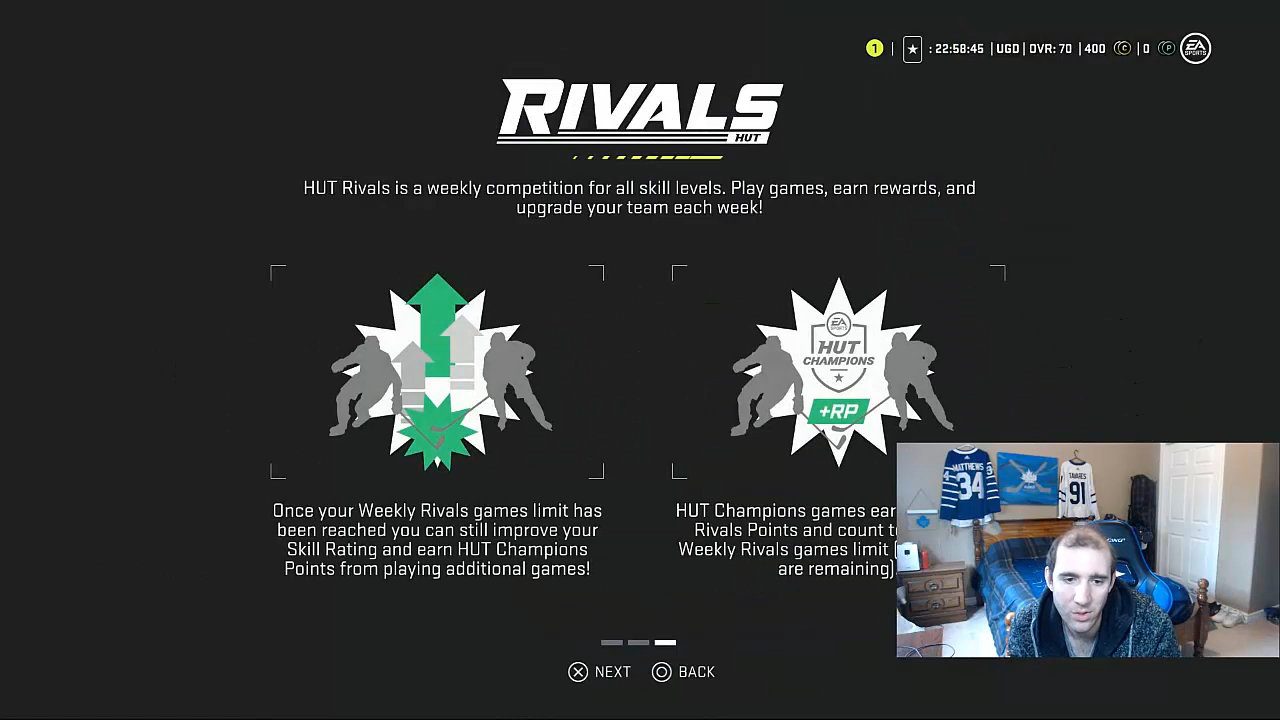 1 | ★ : 22:58:45 | UGD | OVR: 70 | 400 C | 0 P EA SPORTS
RIVALS
HUT
HUT Rivals is a weekly competition for all skill levels. Play games, earn rewards, and
upgrade your team each week!
EA
SPORTS
HUT
CHAMPIONS
+RP
Once your Weekly Rivals games limit has
been reached you can still improve your
Skill Rating and earn HUT Champions
Points from playing additional games!
HUT Champions games ear
Rivals Points and count t
Weekly Rivals games limit (
are remaining)
MATTHEWS
34
TAVARES
91
NEXT
BACK